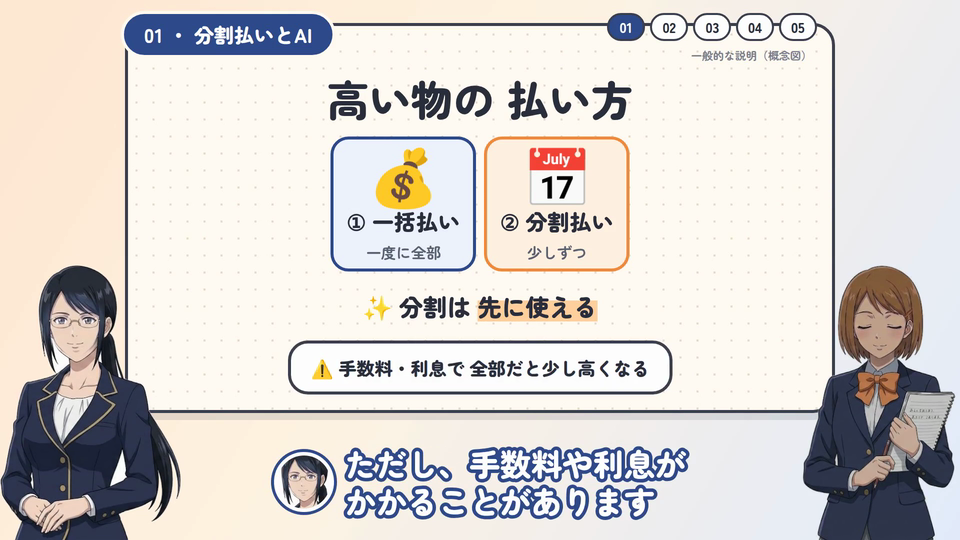 01 ・ 分割払いとAI
01 02 03 04 05
一般的な説明（概念図）
高い物の 払い方
July
17
① 一括払い
一度に全部
② 分割払い
少しずつ
✨ 分割は 先に使える
⚠️ 手数料・利息で 全部だと少し高くなる
ただし、手数料や利息が
かかることがあります